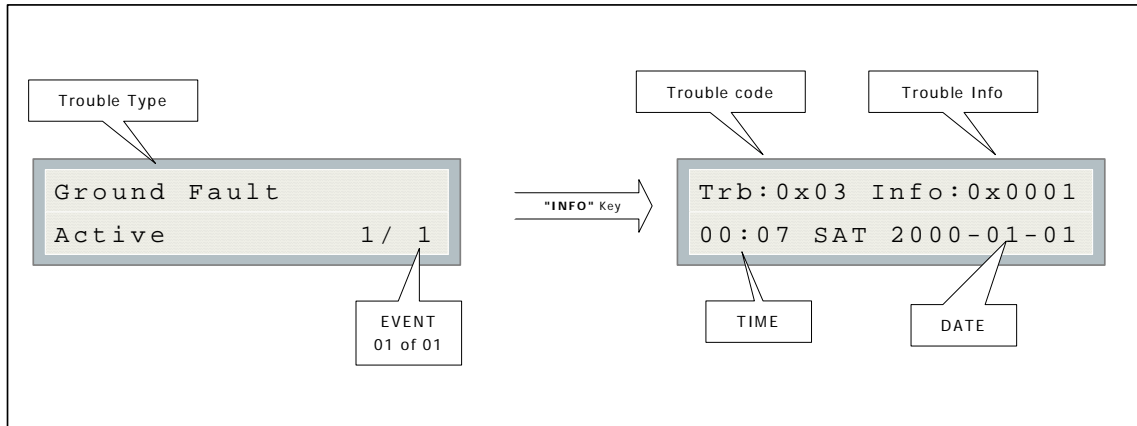 Trouble Type
Ground Fault
Active 1/ 1
EVENT
01 of 01
"INFO" Key
Trouble code
Trouble Info
Trb:0x03 Info:0x0001
00:07 SAT 2000-01-01
TIME
DATE